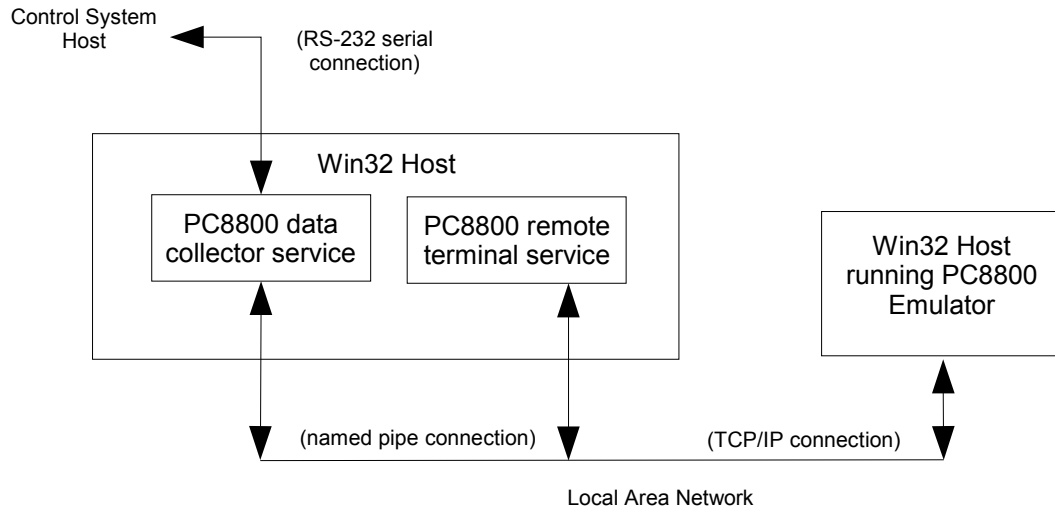 Control System
Host
(RS-232 serial
connection)
Win32 Host
PC8800 data
collector service
PC8800 remote
terminal service
Win32 Host
running PC8800
Emulator
(named pipe connection)
(TCP/IP connection)
Local Area Network